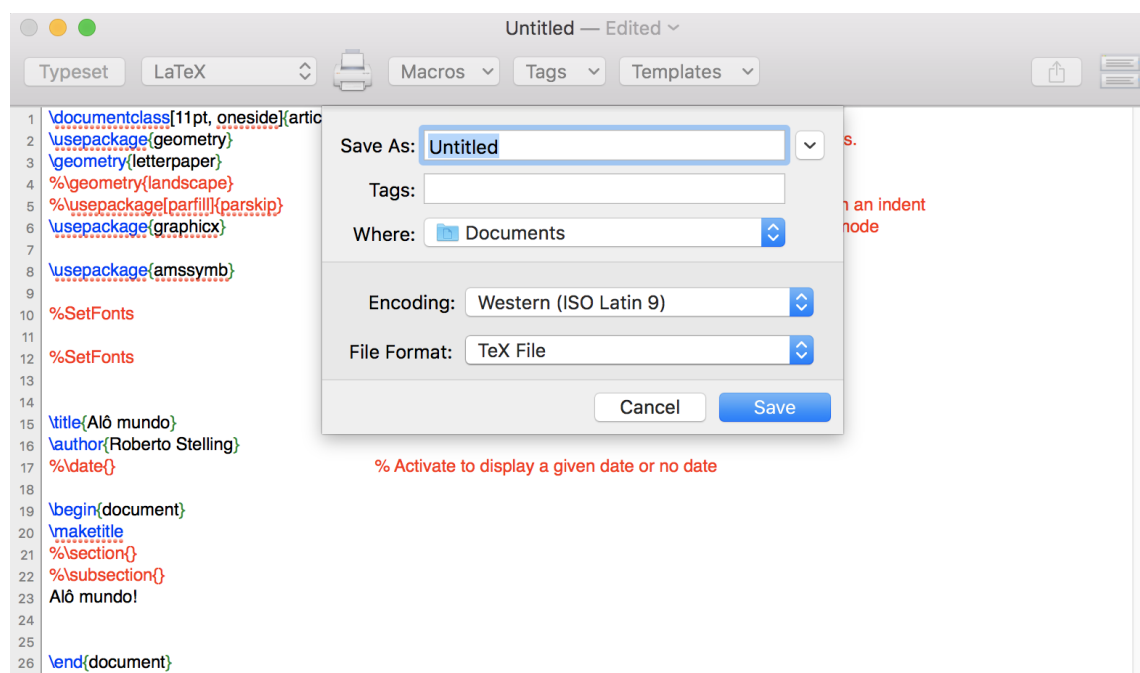 Untitled — Edited
Typeset
LaTeX
Macros
Tags
Templates
1 \documentclass[11pt, oneside]{artic
2 \usepackage{geometry} s.
3 \geometry{letterpaper}
4 %\geometry{landscape}
5 %\usepackage[parfill]{parskip} an indent
6 \usepackage{graphicx}
7
8 \usepackage{amssymb}
9
10 %SetFonts
11
12 %SetFonts
13
14
15 \title{Alô mundo}
16 \author{Roberto Stelling}
17 %\date{} % Activate to display a given date or no date
18
19 \begin{document}
20 \maketitle
21 %\section{}
22 %\subsection{}
23 Alô mundo!
24
25
26 \end{document}
Save As: Untitled
Tags:
Where: Documents
Encoding: Western (ISO Latin 9)
File Format: TeX File
Cancel
Save